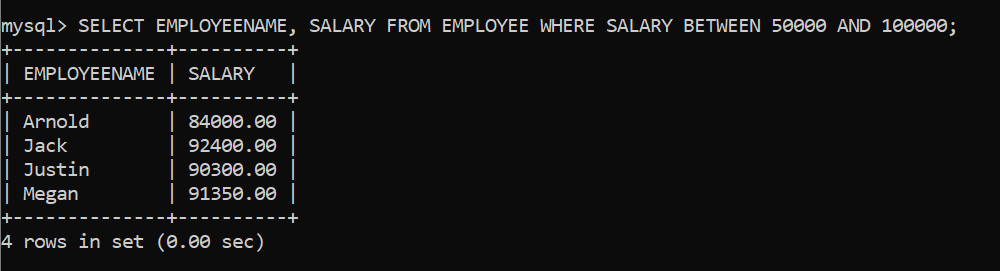 mysql> SELECT EMPLOYEENAME, SALARY FROM EMPLOYEE WHERE SALARY BETWEEN 50000 AND 100000;
+--------------+----------+
| EMPLOYEENAME | SALARY   |
+--------------+----------+
| Arnold       | 84000.00 |
| Jack         | 92400.00 |
| Justin       | 90300.00 |
| Megan        | 91350.00 |
+--------------+----------+
4 rows in set (0.00 sec)